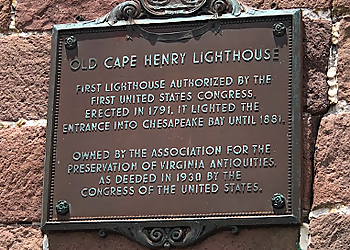 OLD CAPE HENRY LIGHTHOUSE
FIRST LIGHTHOUSE AUTHORIZED BY THE
FIRST UNITED STATES CONGRESS.
ERECTED IN 1791, IT LIGHTED THE
ENTRANCE INTO CHESAPEAKE BAY UNTIL 1881.
OWNED BY THE ASSOCIATION FOR THE
PRESERVATION OF VIRGINIA ANTIQUITIES,
AS DEEDED IN 1930 BY THE
CONGRESS OF THE UNITED STATES.